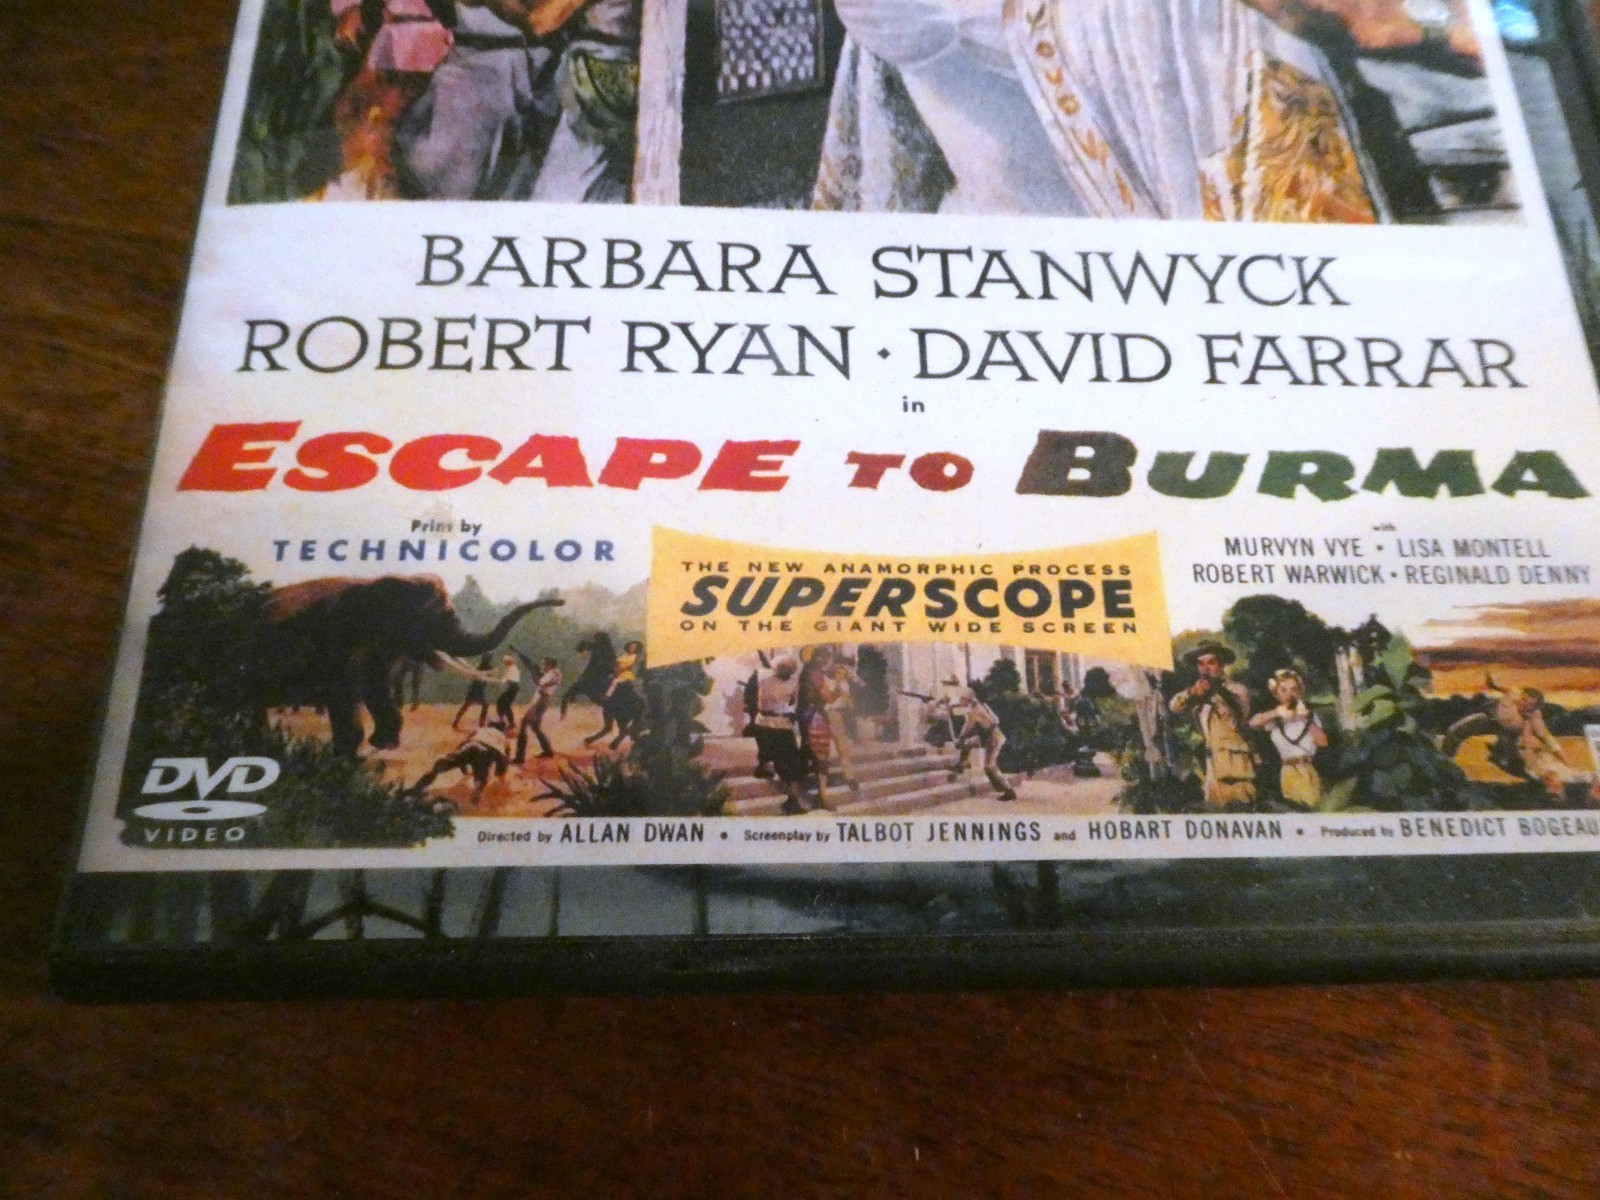 BARBARA STANWYCK
ROBERT RYAN · DAVID FARRAR
in
ESCAPE TO BURMA
Print by
TECHNICOLOR
THE NEW ANAMORPHIC PROCESS
SUPERSCOPE
ON THE GIANT WIDE SCREEN
with
MURVYN VYE • LISA MONTELL
ROBERT WARWICK • REGINALD DENNY
DVD
VIDEO
Directed by ALLAN DWAN • Screenplay by TALBOT JENNINGS and HOBART DONAVAN • Produced by BENEDICT BOGEAU